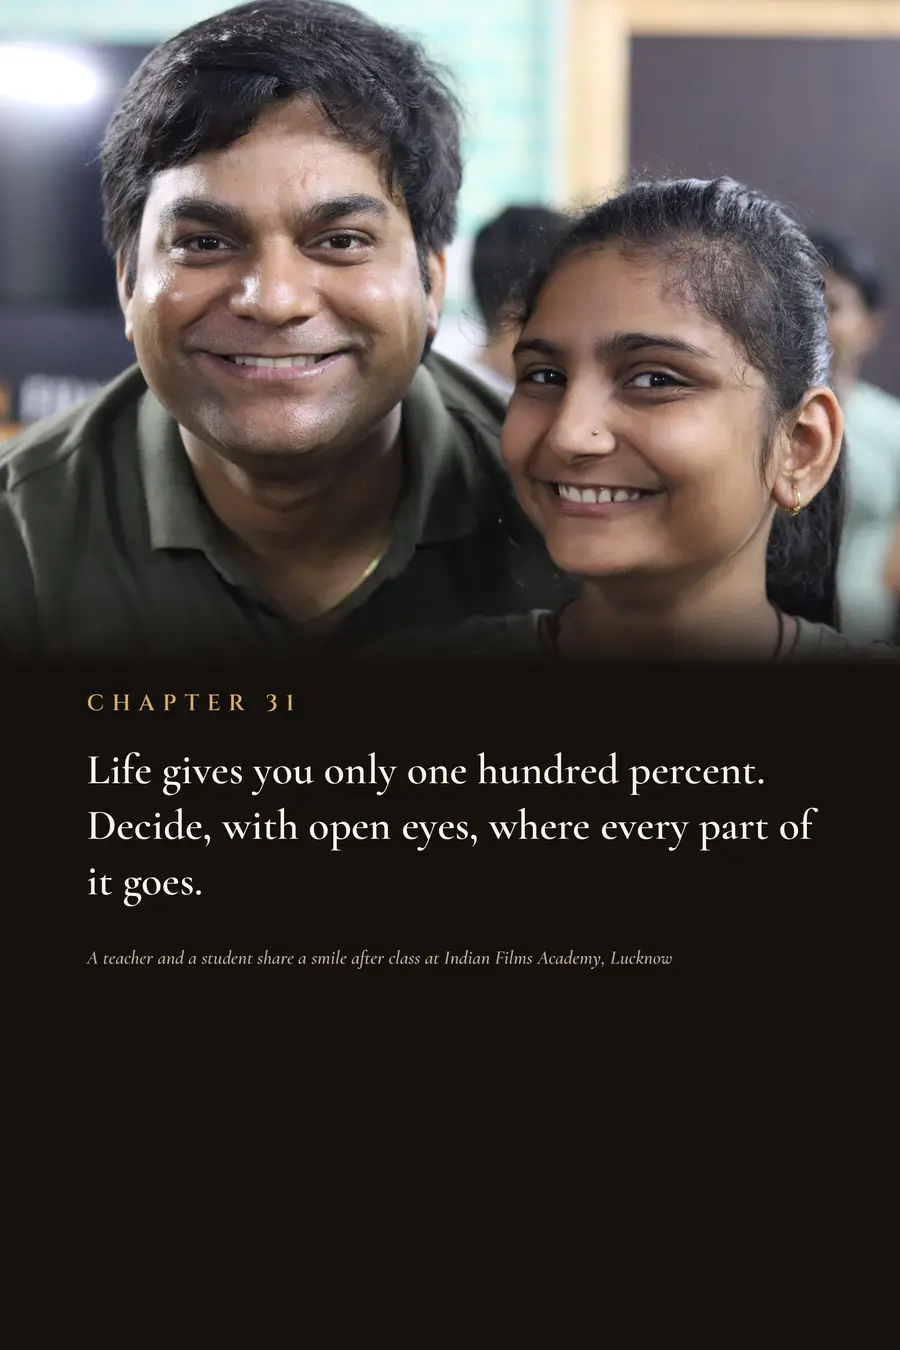 CHAPTER 31
Life gives you only one hundred percent.
Decide, with open eyes, where every part of
it goes.
A teacher and a student share a smile after class at Indian Films Academy, Lucknow